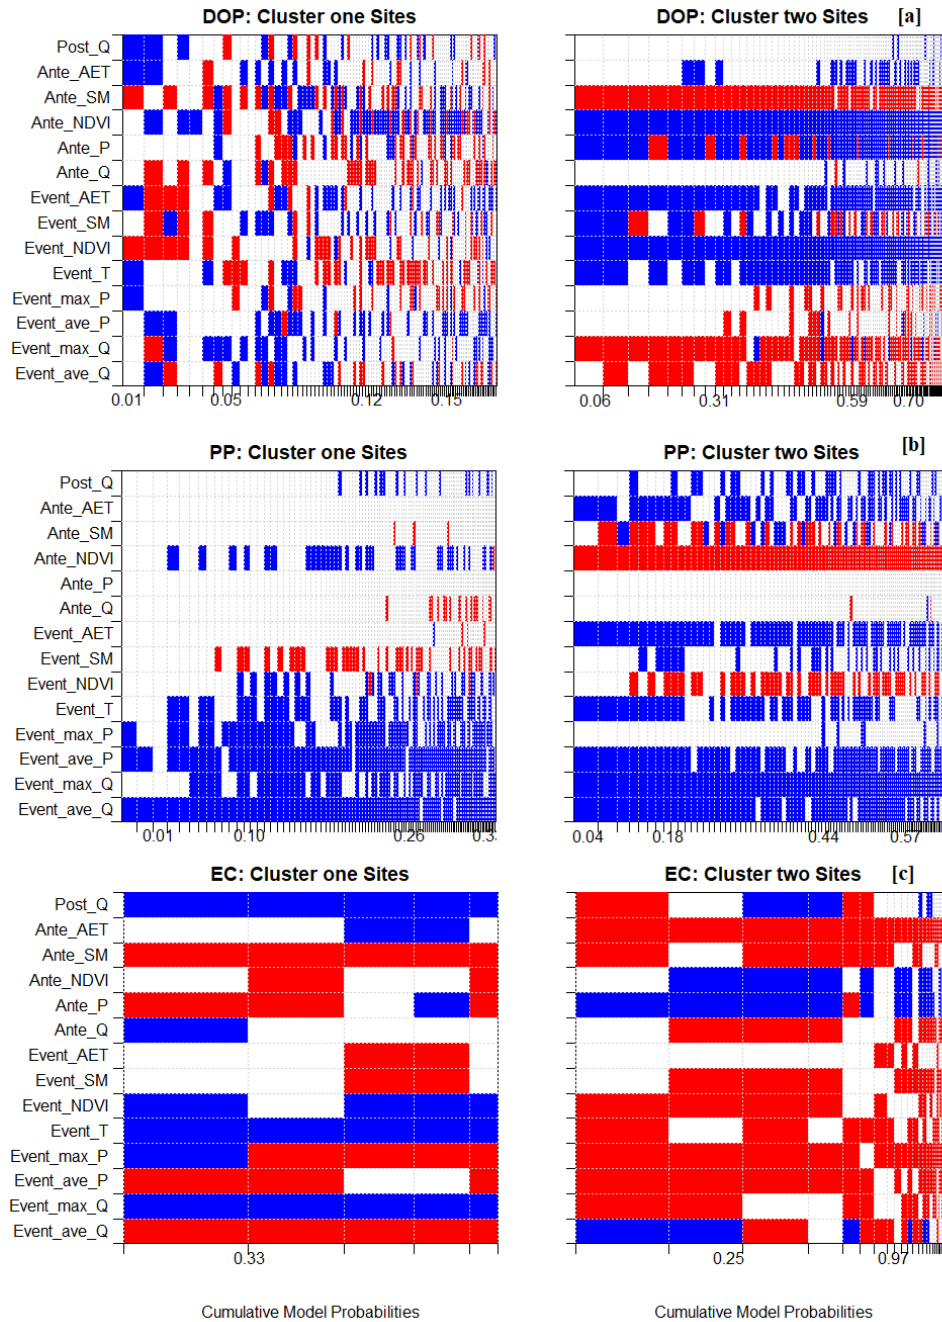 DOP: Cluster one Sites
DOP: Cluster two Sites [a]
Post_Q
Ante_AET
Ante_SM
Ante_NDVI
Ante_P
Ante_Q
Event_AET
Event_SM
Event_NDVI
Event_T
Event_max_P
Event_ave_P
Event_max_Q
Event_ave_Q
0.01 0.05 0.12 0.15
0.06 0.31 0.59 0.70
PP: Cluster one Sites
PP: Cluster two Sites [b]
Post_Q
Ante_AET
Ante_SM
Ante_NDVI
Ante_P
Ante_Q
Event_AET
Event_SM
Event_NDVI
Event_T
Event_max_P
Event_ave_P
Event_max_Q
Event_ave_Q
0.01 0.10 0.26 0.3
0.04 0.18 0.44 0.57
EC: Cluster one Sites
EC: Cluster two Sites [c]
Post_Q
Ante_AET
Ante_SM
Ante_NDVI
Ante_P
Ante_Q
Event_AET
Event_SM
Event_NDVI
Event_T
Event_max_P
Event_ave_P
Event_max_Q
Event_ave_Q
0.33
0.25 0.97
Cumulative Model Probabilities
Cumulative Model Probabilities